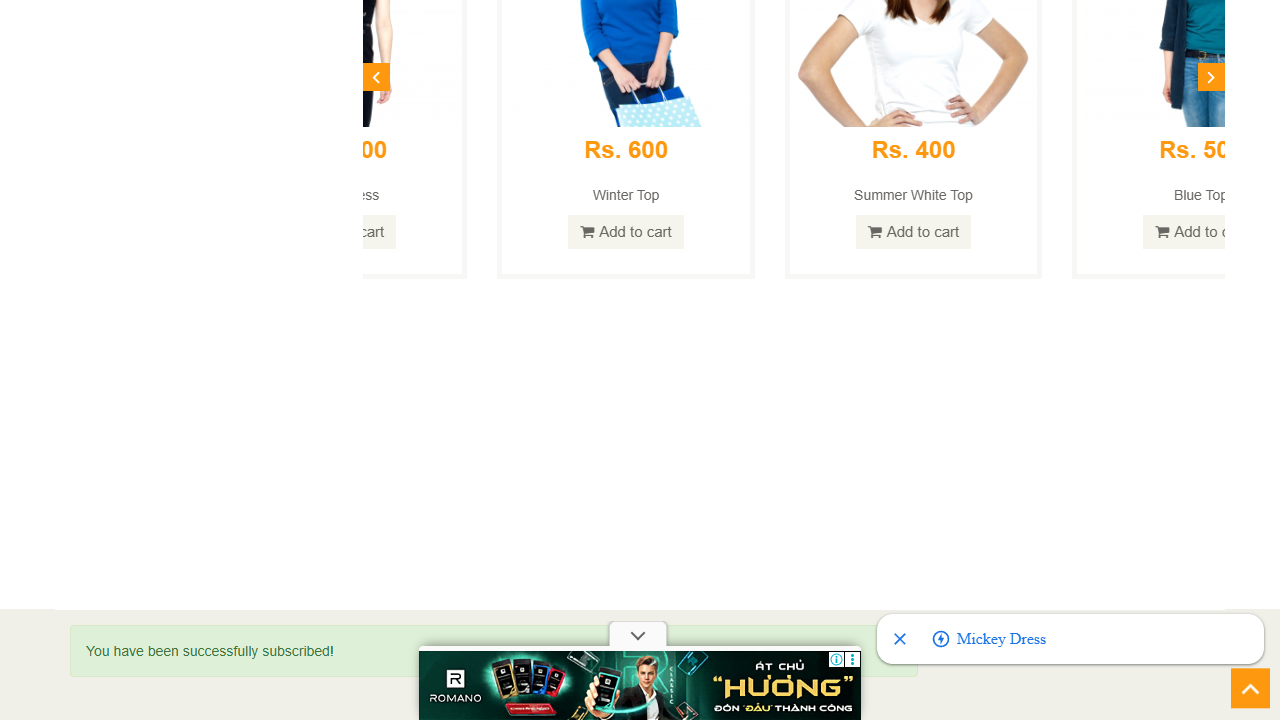 00
Rs. 600
Rs. 400
Rs. 50
ess
Winter Top
Summer White Top
Blue Top
cart
Add to cart
Add to cart
Add to c
You have been successfully subscribed!
Mickey Dress
R
ROMANO
CLASSIC
ÁT CHỦ
“HƯƠNG”
ĐÓN “ĐẦU” THÀNH CÔNG